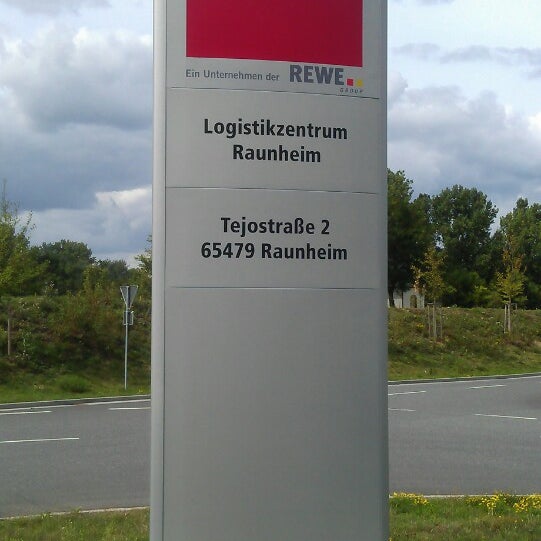 Ein Unternehmen der REWE
GROUP
Logistikzentrum
Raunheim
Tejostraße 2
65479 Raunheim